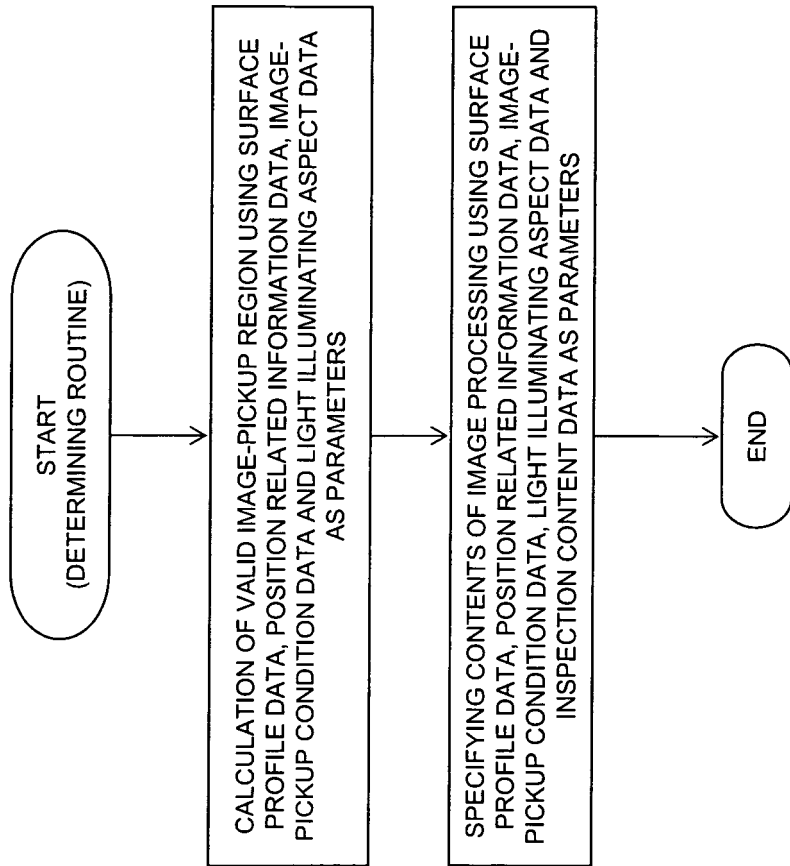 START
(DETERMINING ROUTINE)
CALCULATION OF VALID IMAGE-PICKUP REGION USING SURFACE
PROFILE DATA, POSITION RELATED INFORMATION DATA, IMAGE-
PICKUP CONDITION DATA AND LIGHT ILLUMINATING ASPECT DATA
AS PARAMETERS
SPECIFYING CONTENTS OF IMAGE PROCESSING USING SURFACE
PROFILE DATA, POSITION RELATED INFORMATION DATA, IMAGE-
PICKUP CONDITION DATA, LIGHT ILLUMINATING ASPECT DATA AND
INSPECTION CONTENT DATA AS PARAMETERS
END